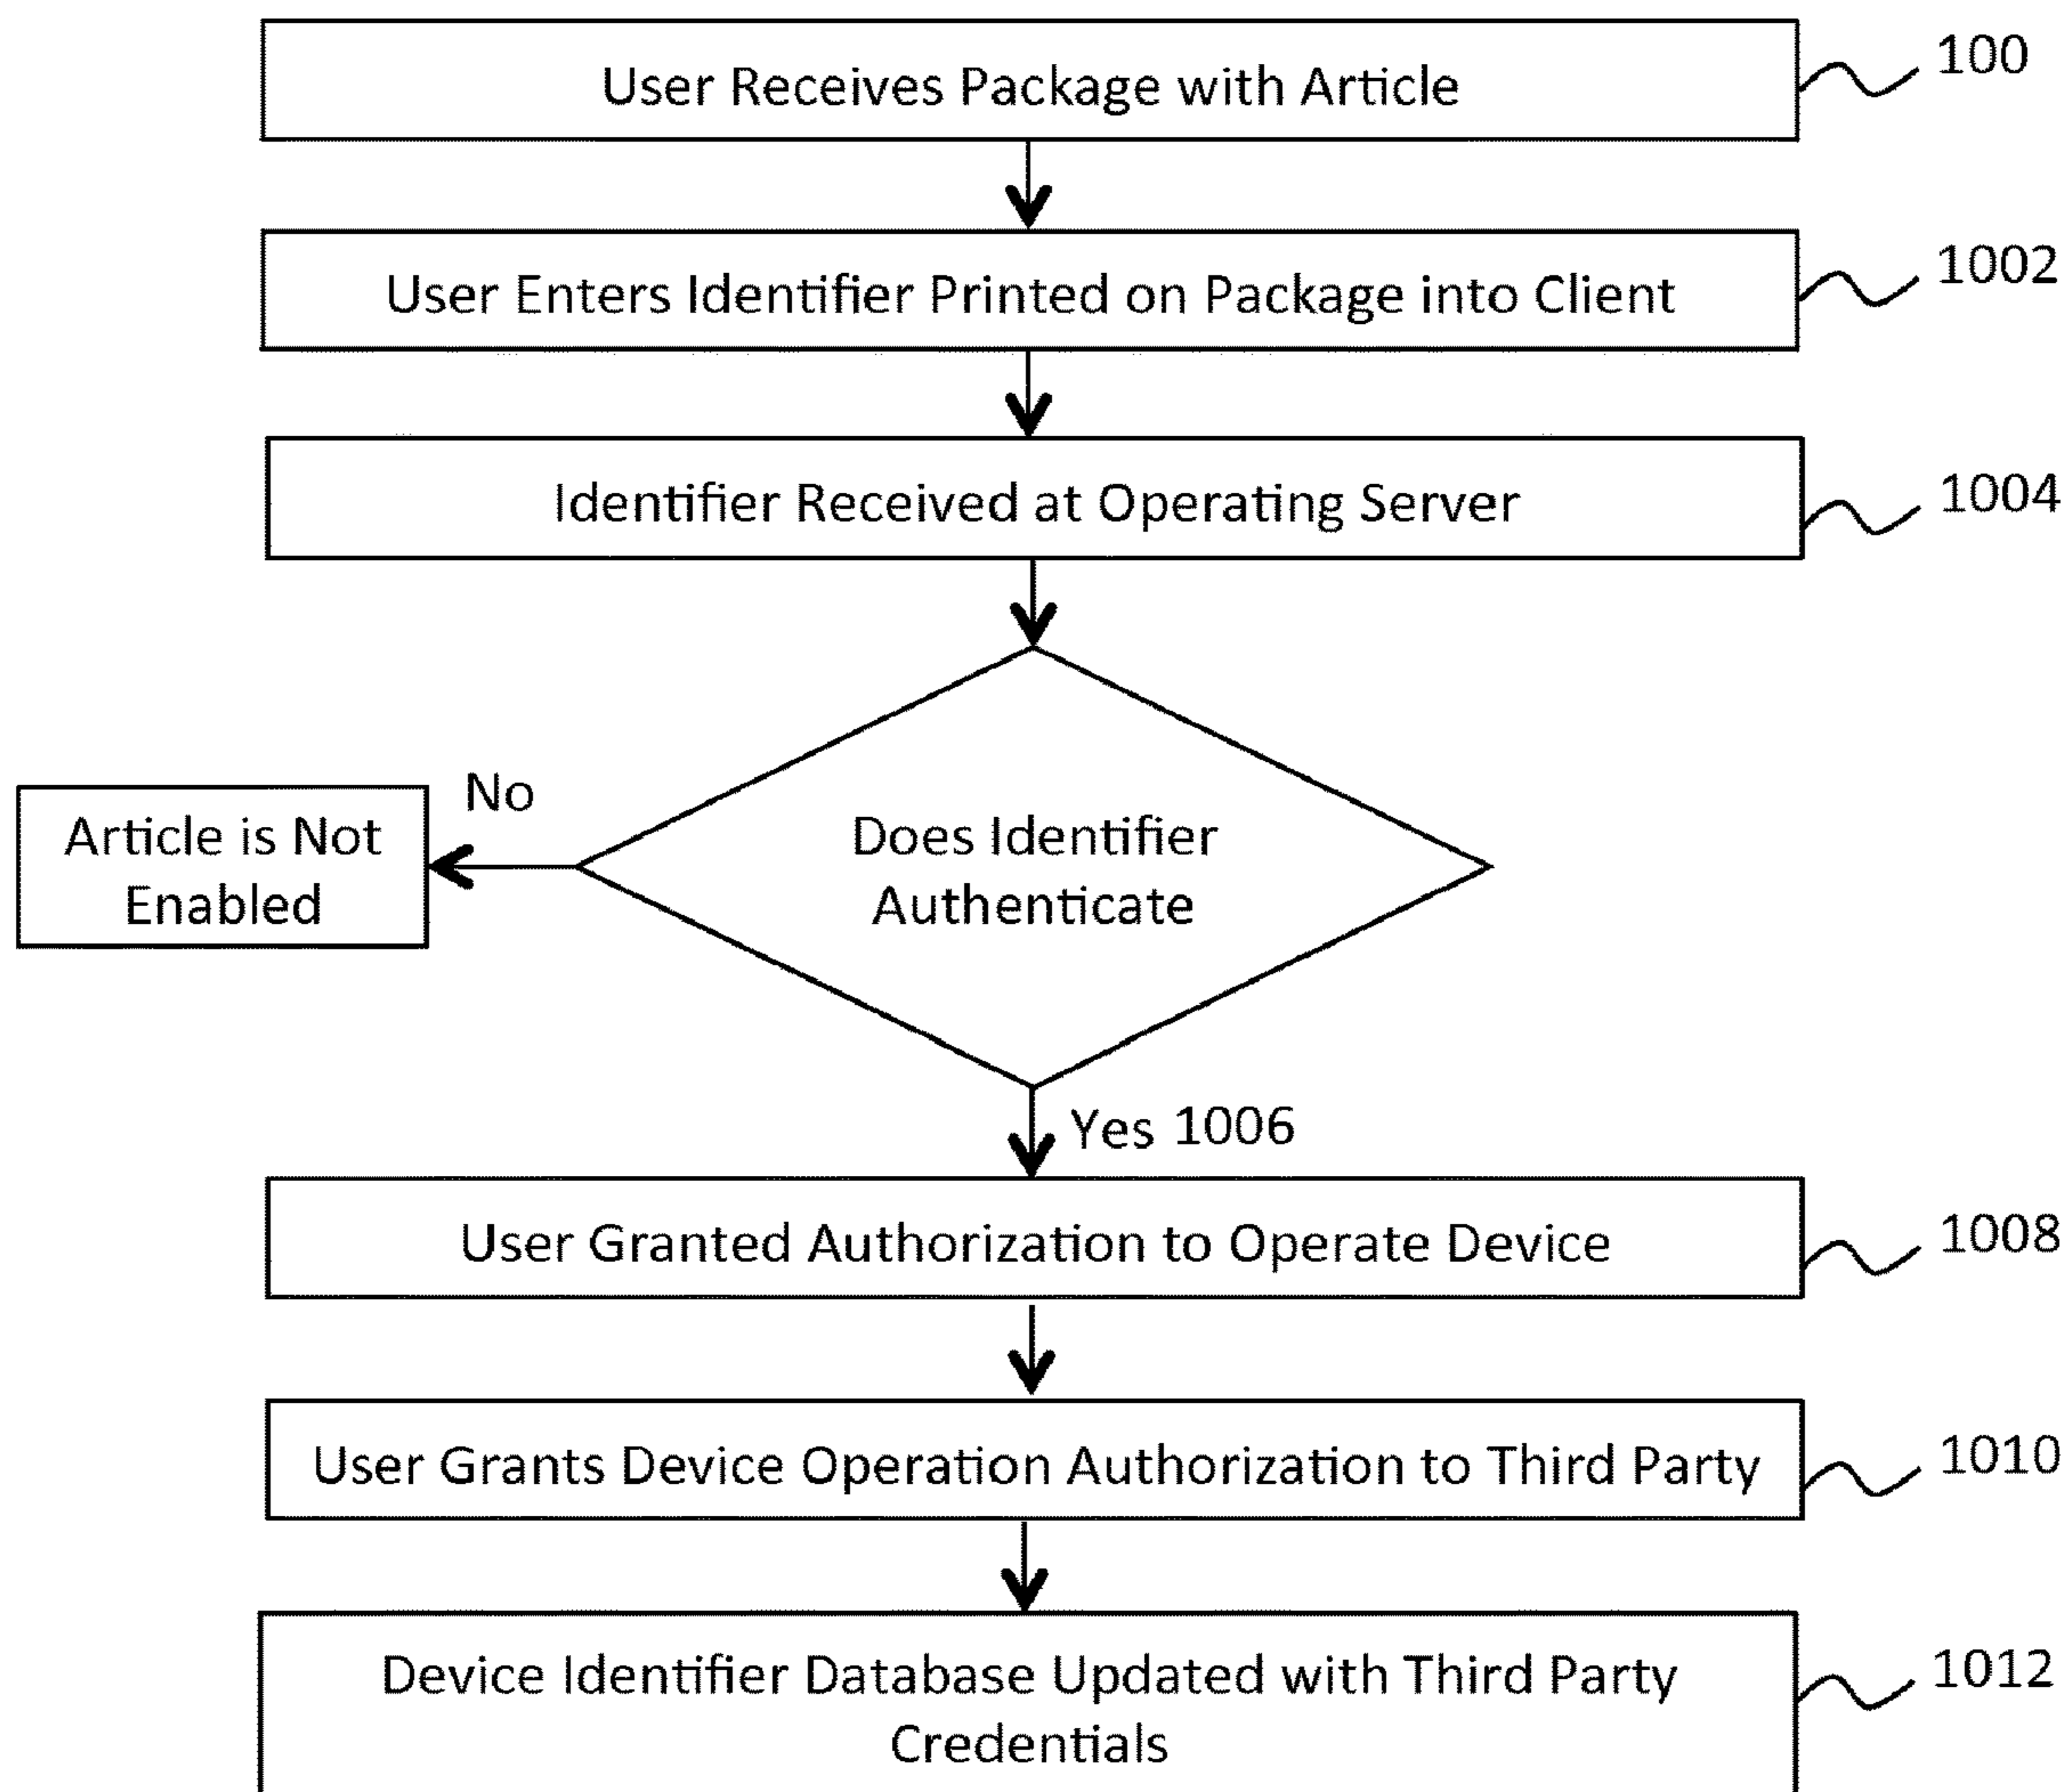 User Receives Package with Article
100
User Enters Identifier Printed on Package into Client
1002
Identifier Received at Operating Server
1004
Does Identifier
Authenticate
No
Article is Not
Enabled
Yes 1006
User Granted Authorization to Operate Device
1008
User Grants Device Operation Authorization to Third Party
1010
Device Identifier Database Updated with Third Party
Credentials
1012